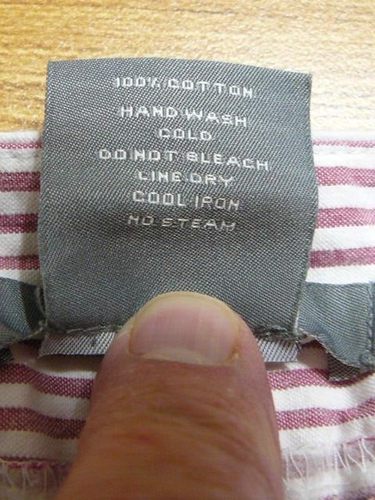 100% COTTON
HAND WASH
COLD
DO NOT BLEACH
LINE DRY
COOL IRON
NO STEAM